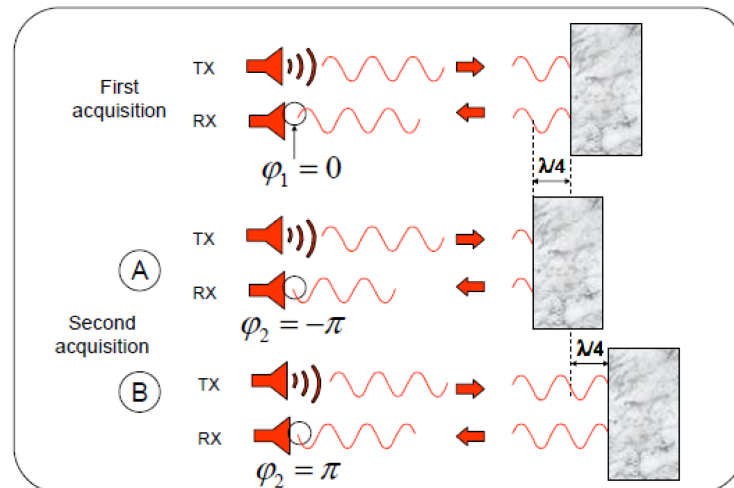 TX
First
acquisition
RX
φ₁ = 0
λ/4
TX
A
RX
φ₂ = −π
Second
acquisition
λ/4
TX
B
RX
φ₂ = π